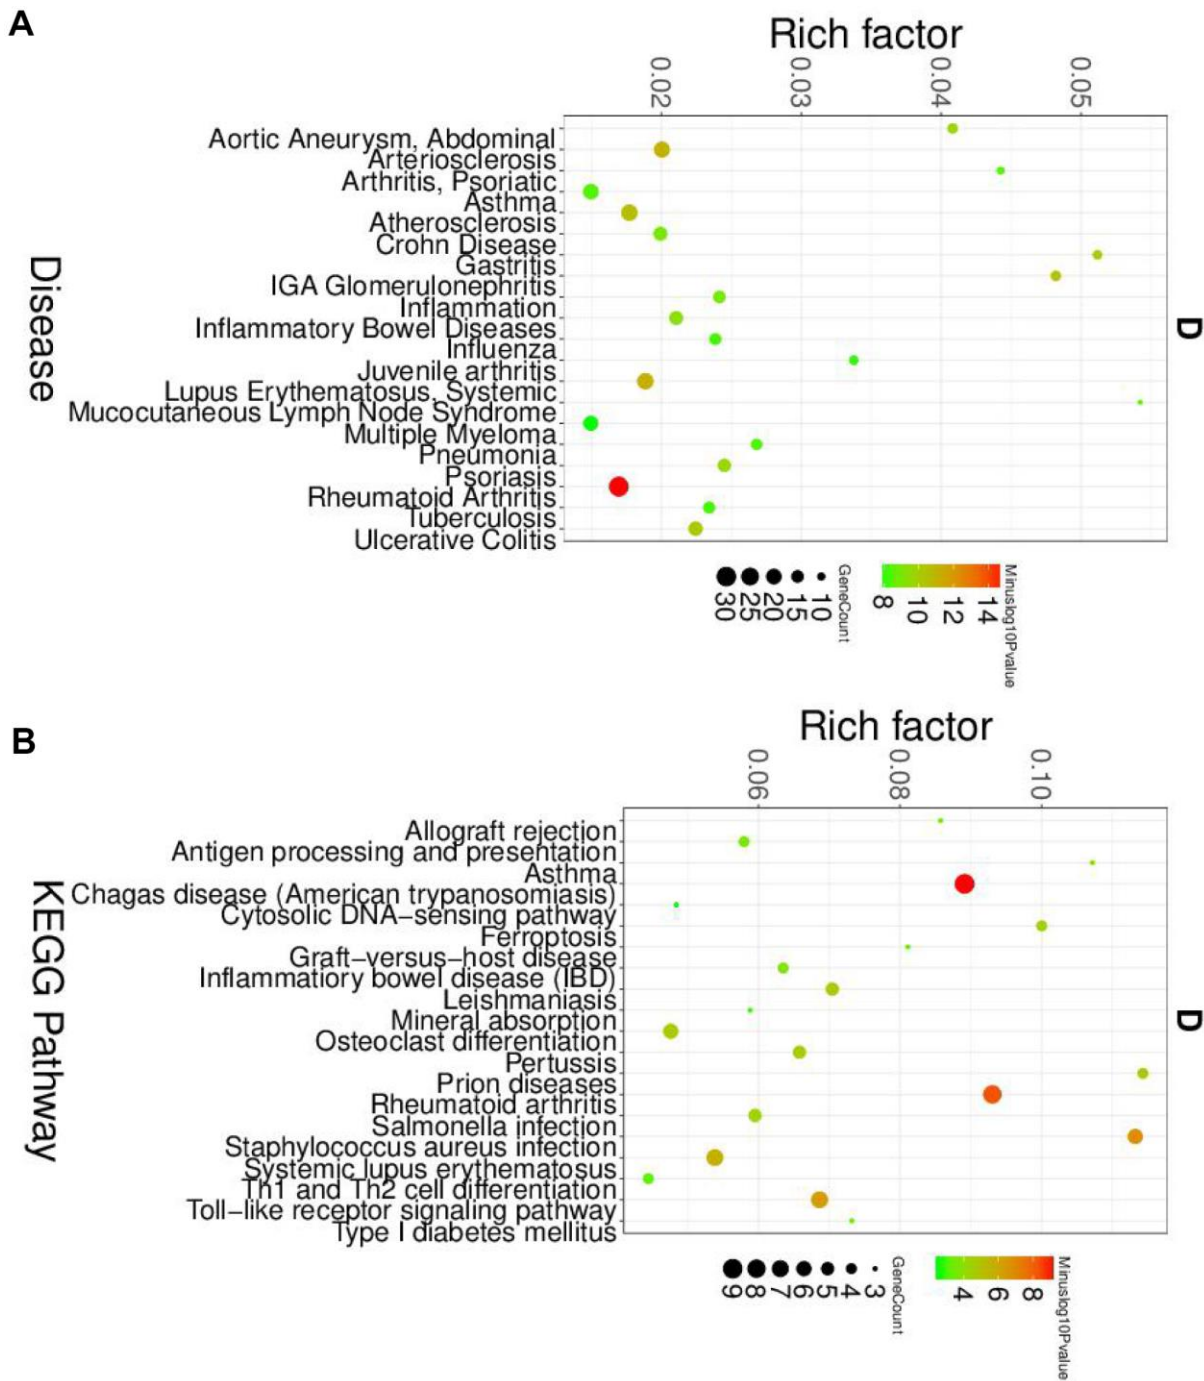 A
Rich factor
0.02
0.03
0.04
0.05
Aortic Aneurysm, Abdominal
Arteriosclerosis
Arthritis, Psoriatic
Asthma
Atherosclerosis
Crohn Disease
Gastritis
IGA Glomerulonephritis
Inflammation
Inflammatory Bowel Diseases
Influenza
Juvenile arthritis
Lupus Erythematosus, Systemic
Mucocutaneous Lymph Node Syndrome
Multiple Myeloma
Pneumonia
Psoriasis
Rheumatoid Arthritis
Tuberculosis
Ulcerative Colitis
Disease
D
GeneCount
10
15
20
25
30
Minuslog10Pvalue
8
10
12
14
B
Rich factor
0.06
0.08
0.10
Allograft rejection
Antigen processing and presentation
Asthma
Chagas disease (American trypanosomiasis)
Cytosolic DNA−sensing pathway
Ferroptosis
Graft−versus−host disease
Inflammatiory bowel disease (IBD)
Leishmaniasis
Mineral absorption
Osteoclast differentiation
Pertussis
Prion diseases
Rheumatoid arthritis
Salmonella infection
Staphylococcus aureus infection
Systemic lupus erythematosus
Th1 and Th2 cell differentiation
Toll−like receptor signaling pathway
Type I diabetes mellitus
KEGG Pathway
D
GeneCount
3
4
5
6
7
8
9
Minuslog10Pvalue
4
6
8